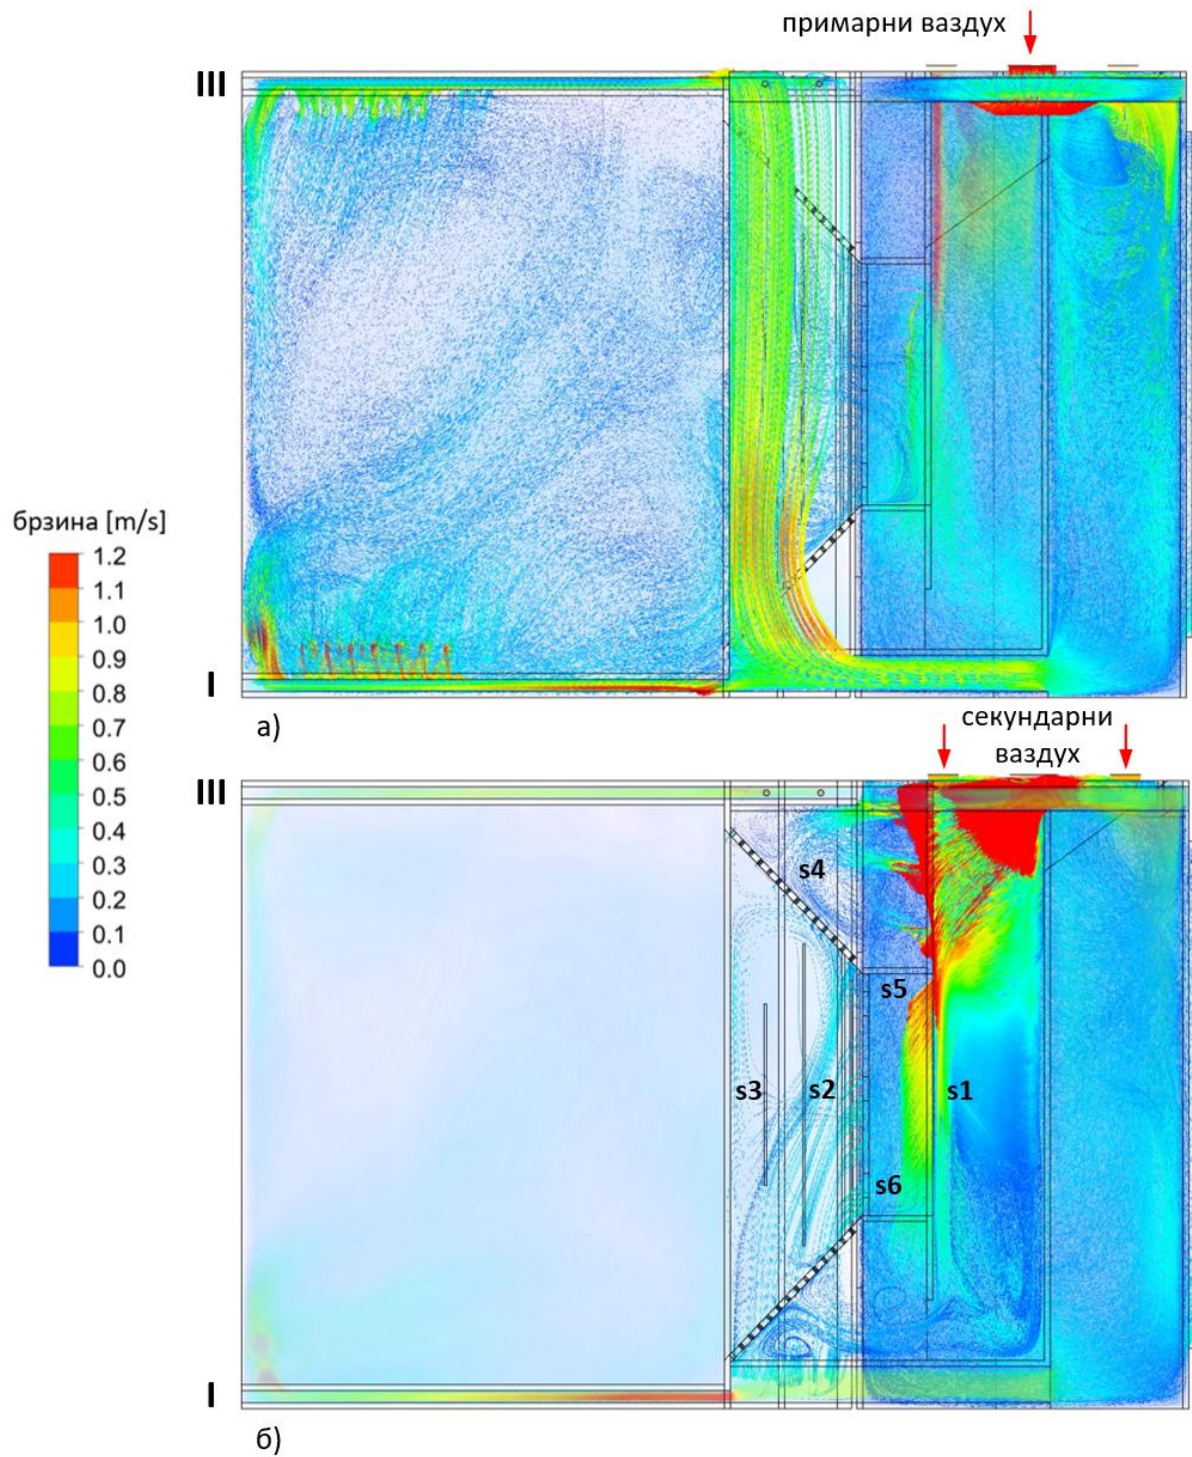 примарни ваздух
III
брзина [m/s]
1.2
1.1
1.0
0.9
0.8
0.7
0.6
0.5
0.4
0.3
0.2
0.1
0.0
I
а)
секундарни
ваздух
III
s4
s5
s3
s2
s1
s6
I
б)